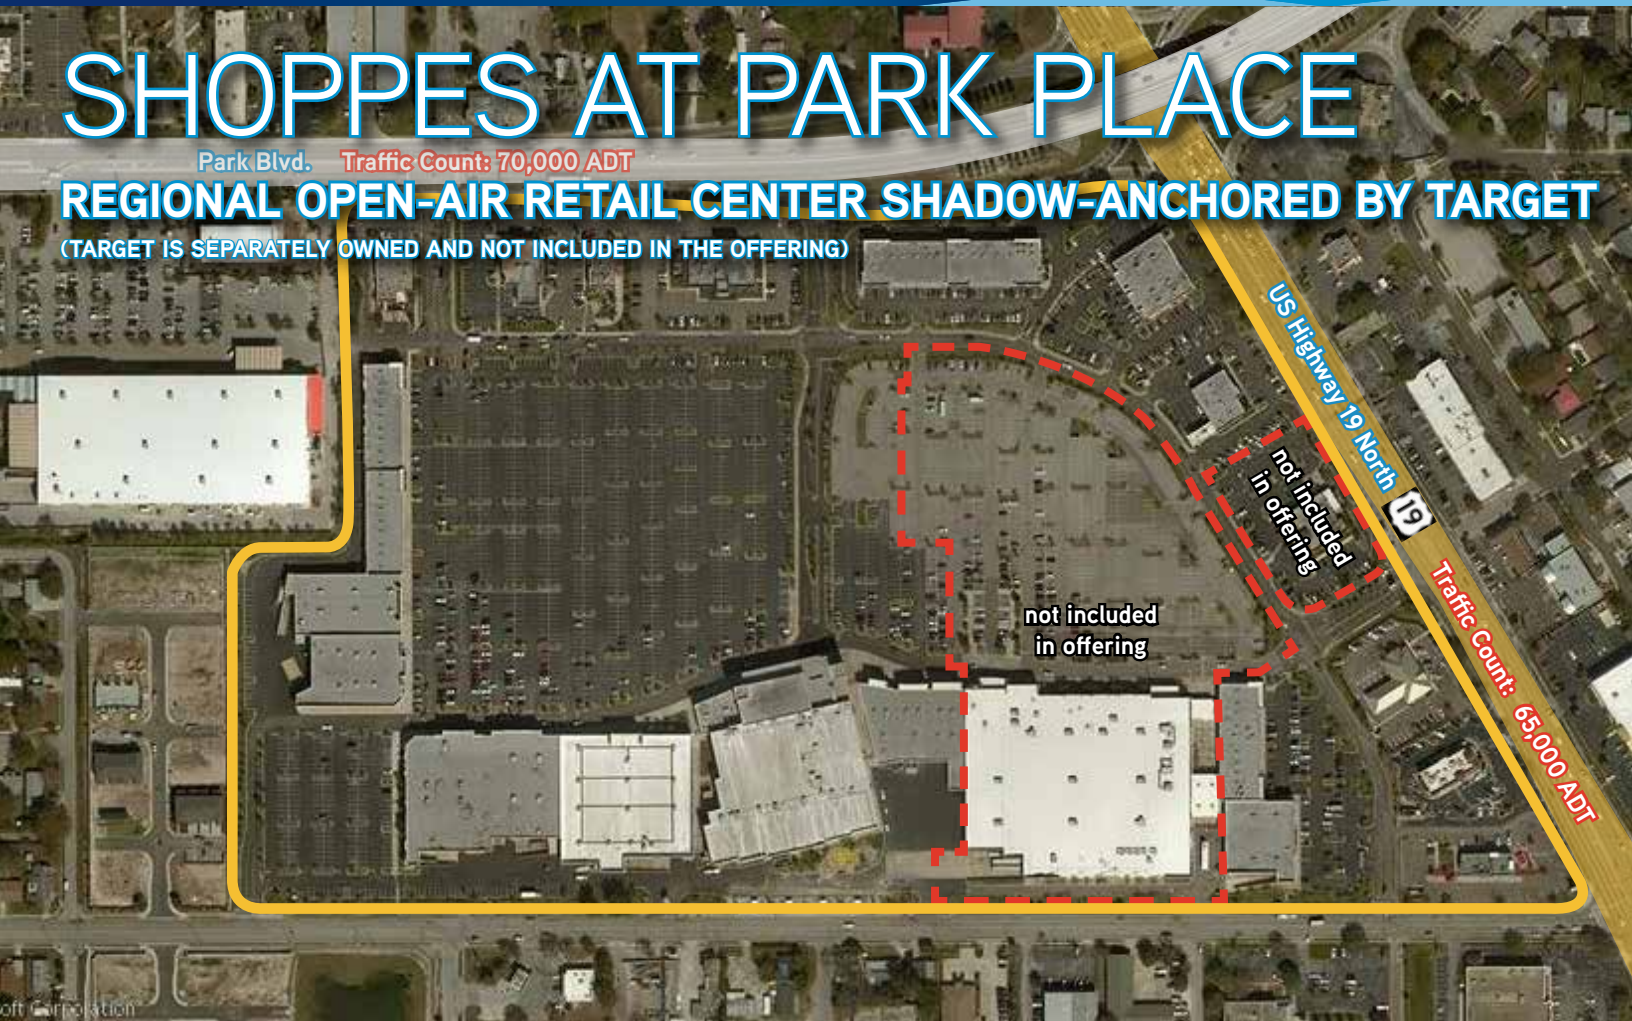 SHOPPES AT PARK PLACE
Park Blvd. Traffic Count: 70,000 ADT
REGIONAL OPEN-AIR RETAIL CENTER SHADOW-ANCHORED BY TARGET
(TARGET IS SEPARATELY OWNED AND NOT INCLUDED IN THE OFFERING)
US Highway 19 North
19
Traffic Count: 65,000 ADT
not included
in offering
not included
in offering
oft Corporation